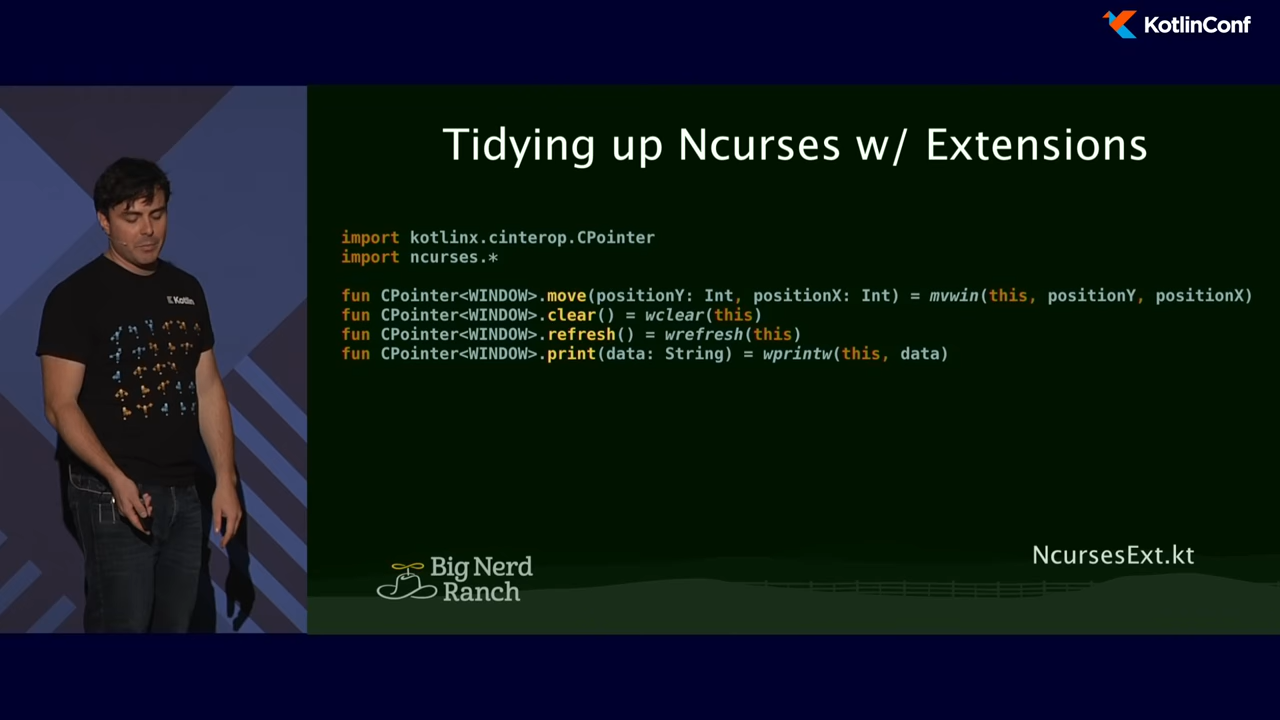 KotlinConf
Tidying up Ncurses w/ Extensions
import kotlinx.cinterop.CPointer
import ncurses.*
fun CPointer<WINDOW>.move(positionY: Int, positionX: Int) = mvwin(this, positionY, positionX)
fun CPointer<WINDOW>.clear() = wclear(this)
fun CPointer<WINDOW>.refresh() = wrefresh(this)
fun CPointer<WINDOW>.print(data: String) = wprintw(this, data)
NcursesExt.kt
Big Nerd
Ranch
Kotlin